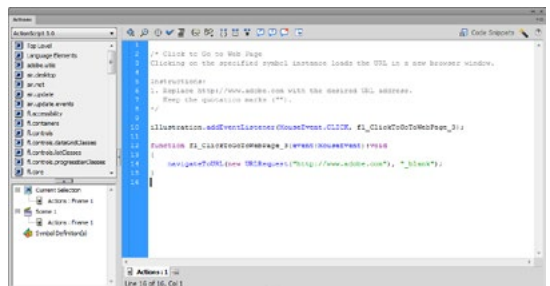 Actions
ActionScript 3.0
Top Level
Language Elements
adobe.utils
air.desktop
air.net
air.update
air.update.events
fl.accessibility
fl.containers
fl.controls
fl.controls.dataGridClasses
fl.controls.listClasses
fl.controls.progressBarClasses
fl.core
Current Selection
Actions : Frame 1
Scene 1
Actions : Frame 1
Symbol Definition(s)
Code Snippets
1
2 /* Click to Go to Web Page
3 Clicking on the specified symbol instance loads the URL in a new browser window.
4
5 Instructions:
6 1. Replace http://www.adobe.com with the desired URL address.
7 Keep the quotation marks ("").
8 */
9
10 illustration.addEventListener(MouseEvent.CLICK, fl_ClickToGoToWebPage_3);
11
12 function fl_ClickToGoToWebPage_3(event:MouseEvent):void
13 {
14 navigateToURL(new URLRequest("http://www.adobe.com"), "_blank");
15 }
16
Actions : 1
Line 16 of 16, Col 1